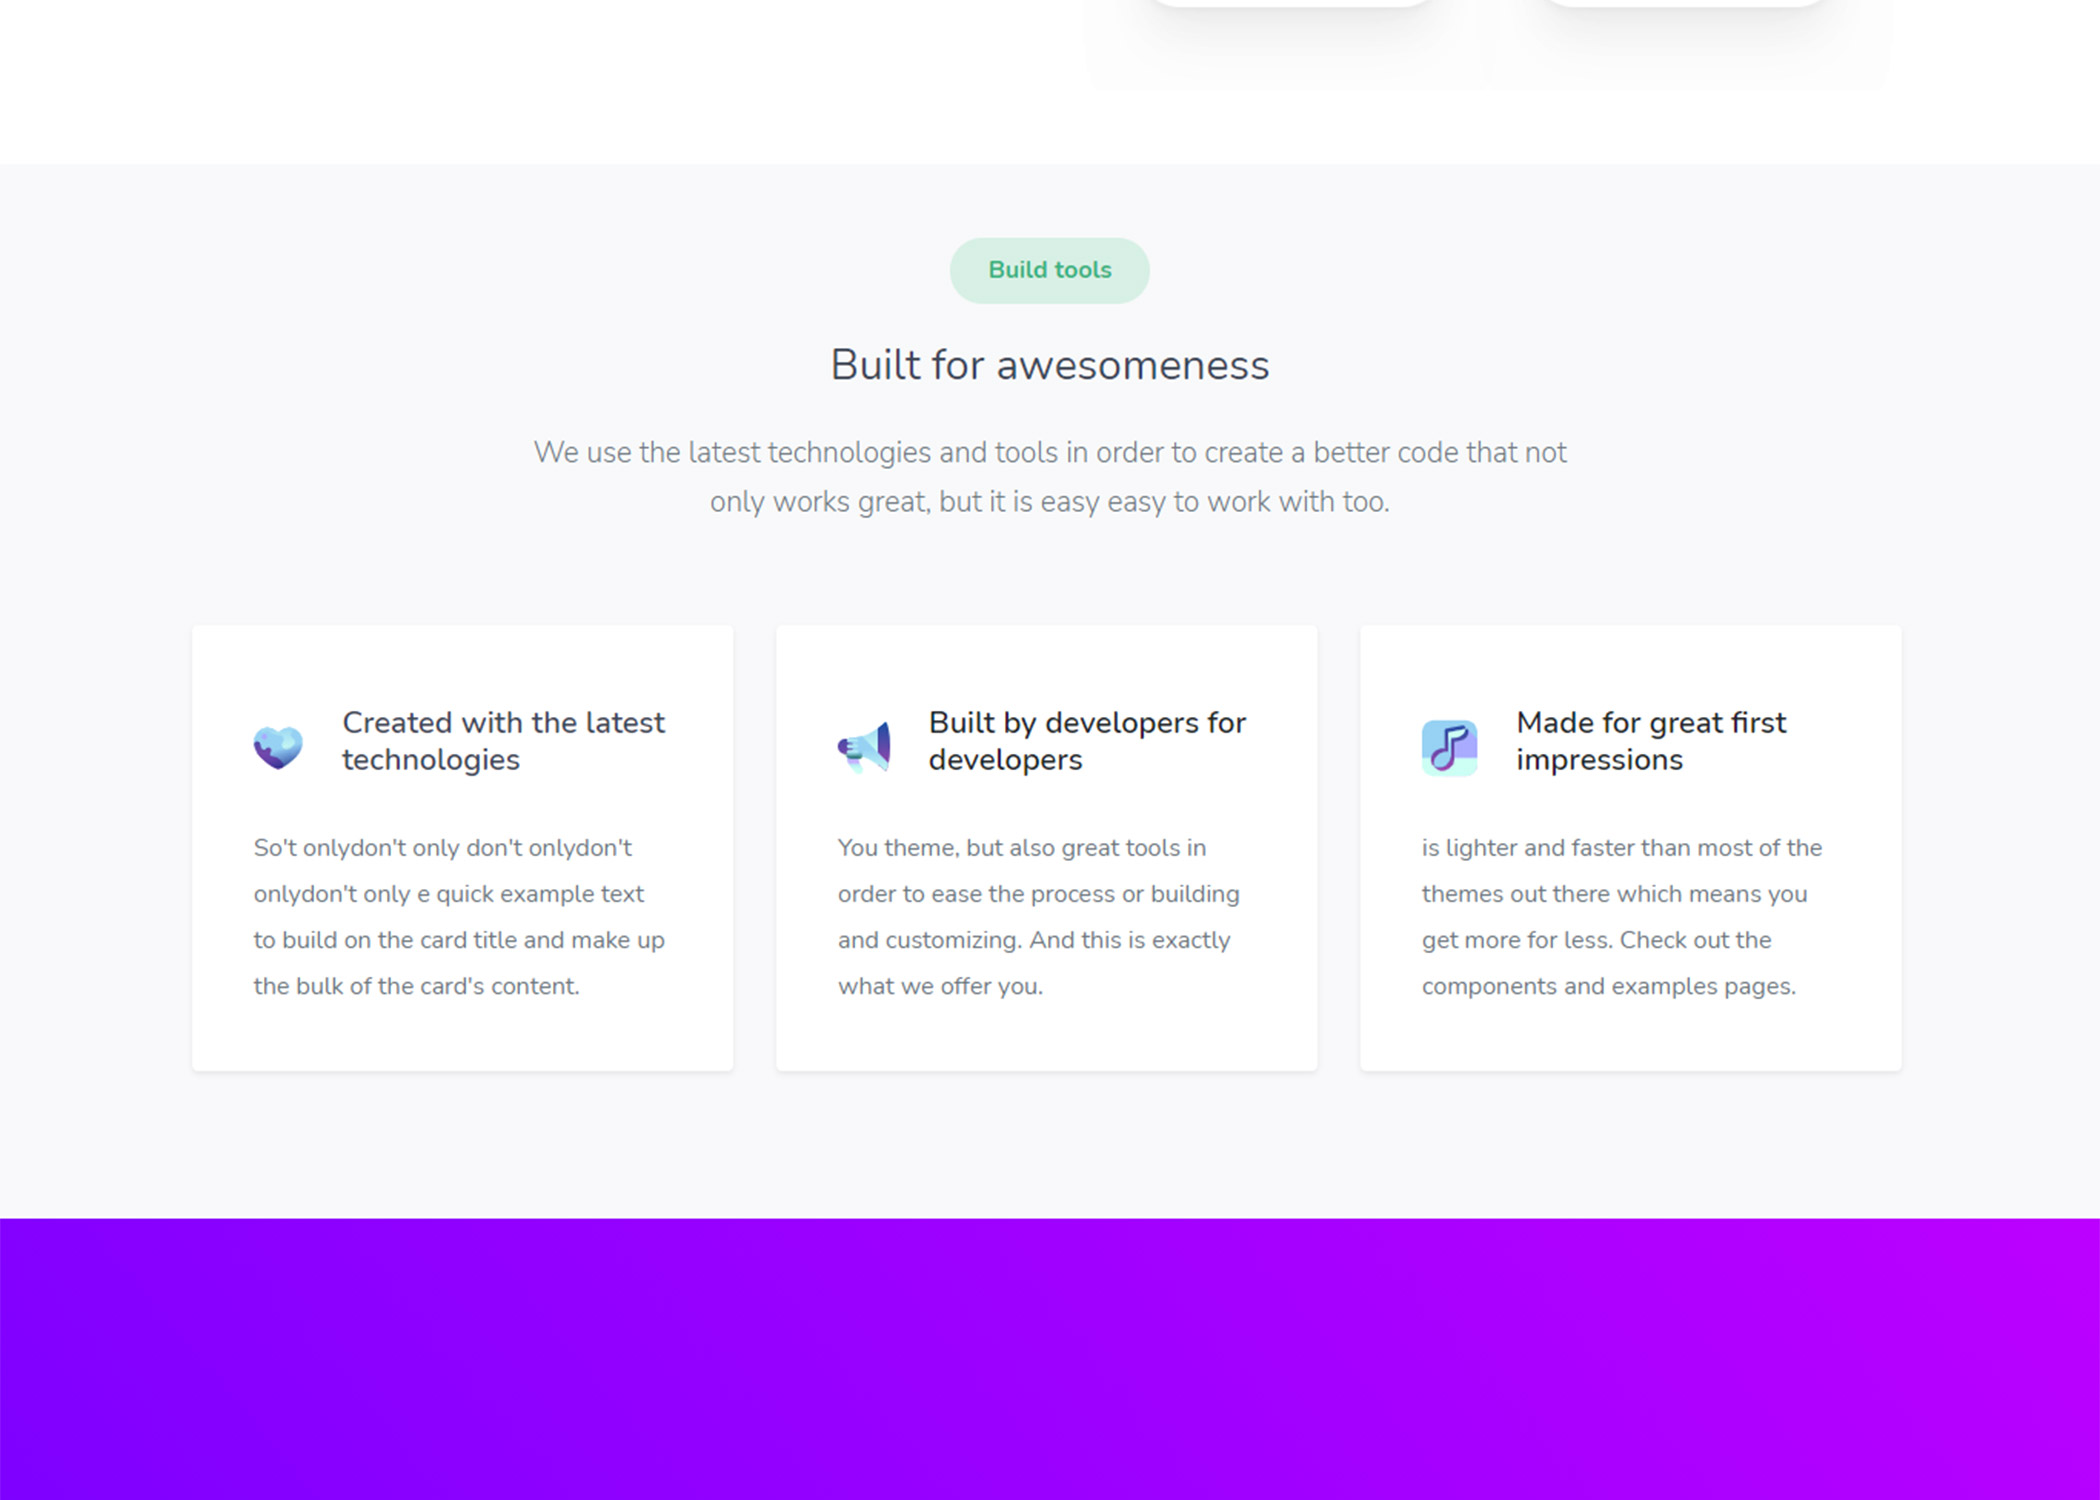 Build tools
Built for awesomeness
We use the latest technologies and tools in order to create a better code that not
only works great, but it is easy easy to work with too.
Created with the latest
technologies
So't onlydon't only don't onlydon't
onlydon't only e quick example text
to build on the card title and make up
the bulk of the card's content.
Built by developers for
developers
You theme, but also great tools in
order to ease the process or building
and customizing. And this is exactly
what we offer you.
Made for great first
impressions
is lighter and faster than most of the
themes out there which means you
get more for less. Check out the
components and examples pages.